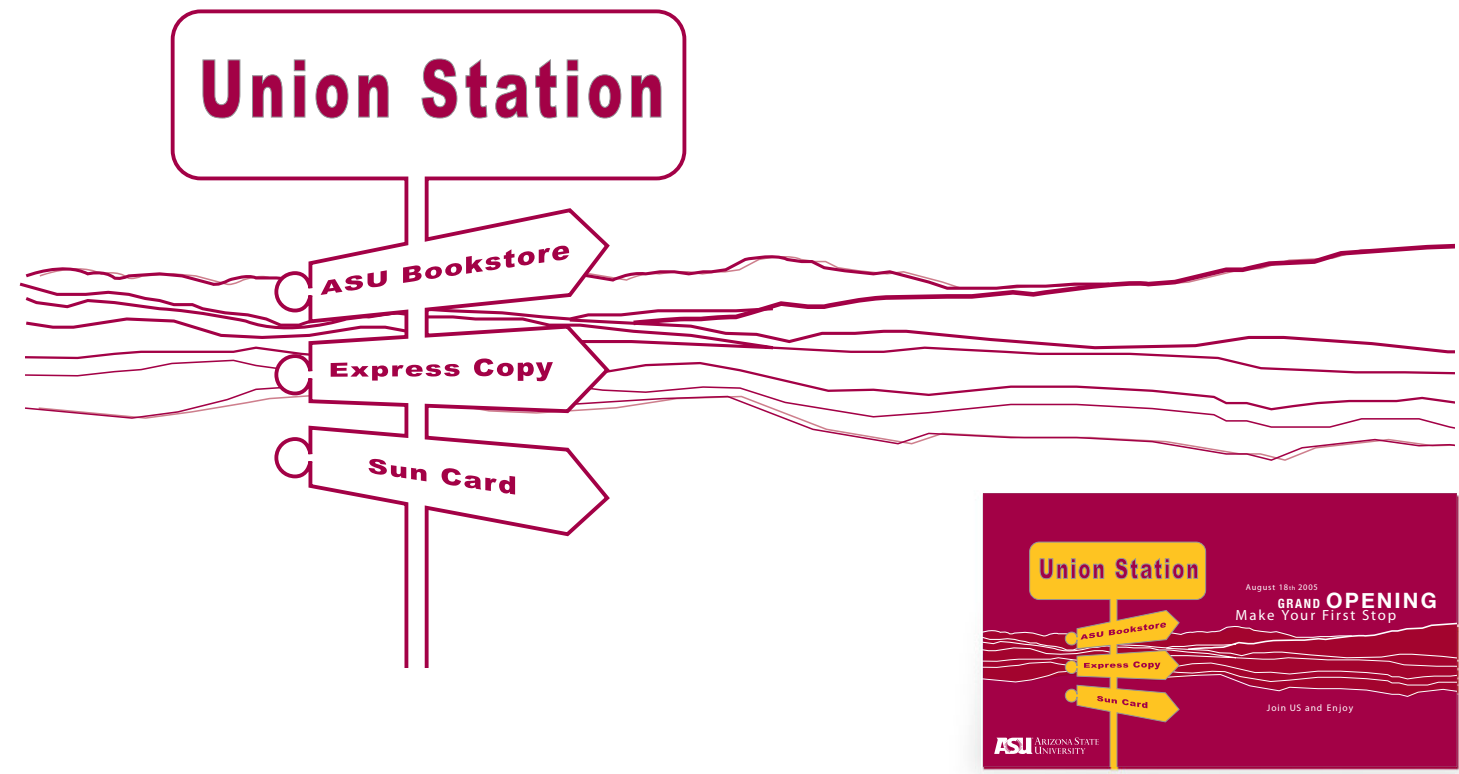 Union Station
ASU Bookstore
Express Copy
Sun Card
Union Station
ASU Bookstore
Express Copy
Sun Card
August 18th 2005
GRAND OPENING
Make Your First Stop
Join US and Enjoy
ASU ARIZONA STATE
UNIVERSITY